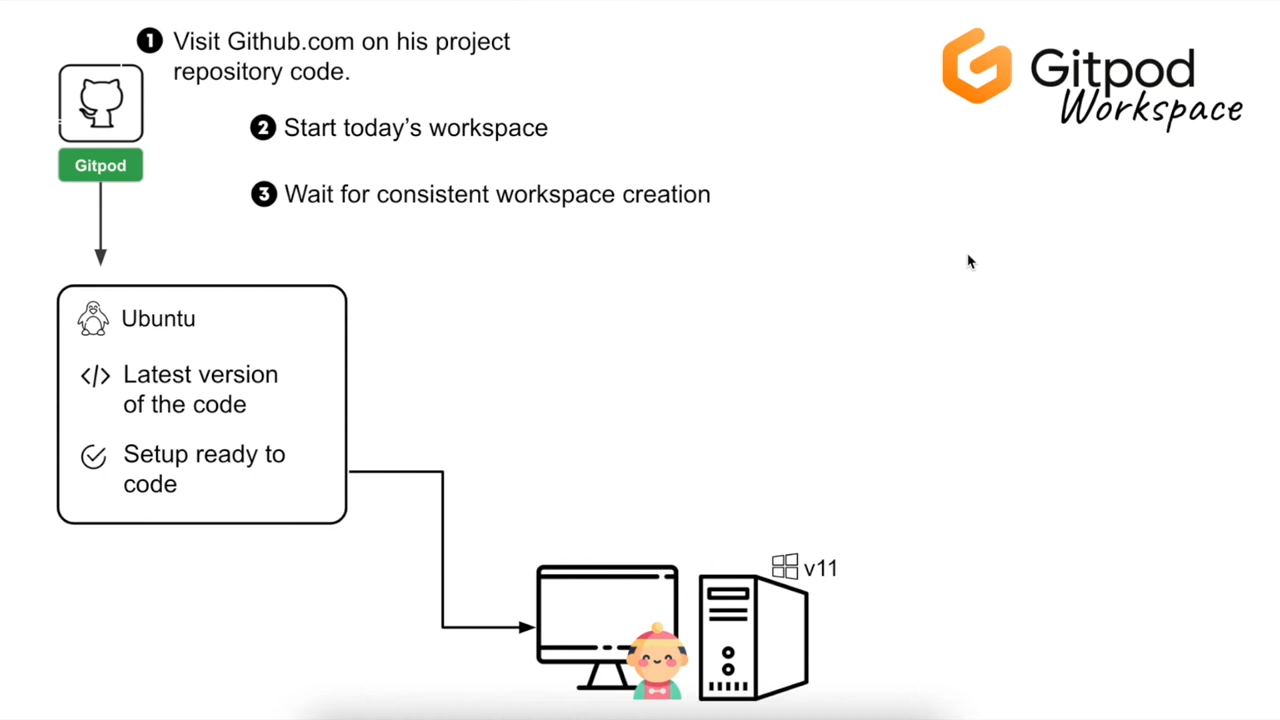 ❶ Visit Github.com on his project
repository code.
Gitpod
Workspace
❷ Start today's workspace
Gitpod
❸ Wait for consistent workspace creation
Ubuntu
</> Latest version
of the code
Setup ready to
code
v11